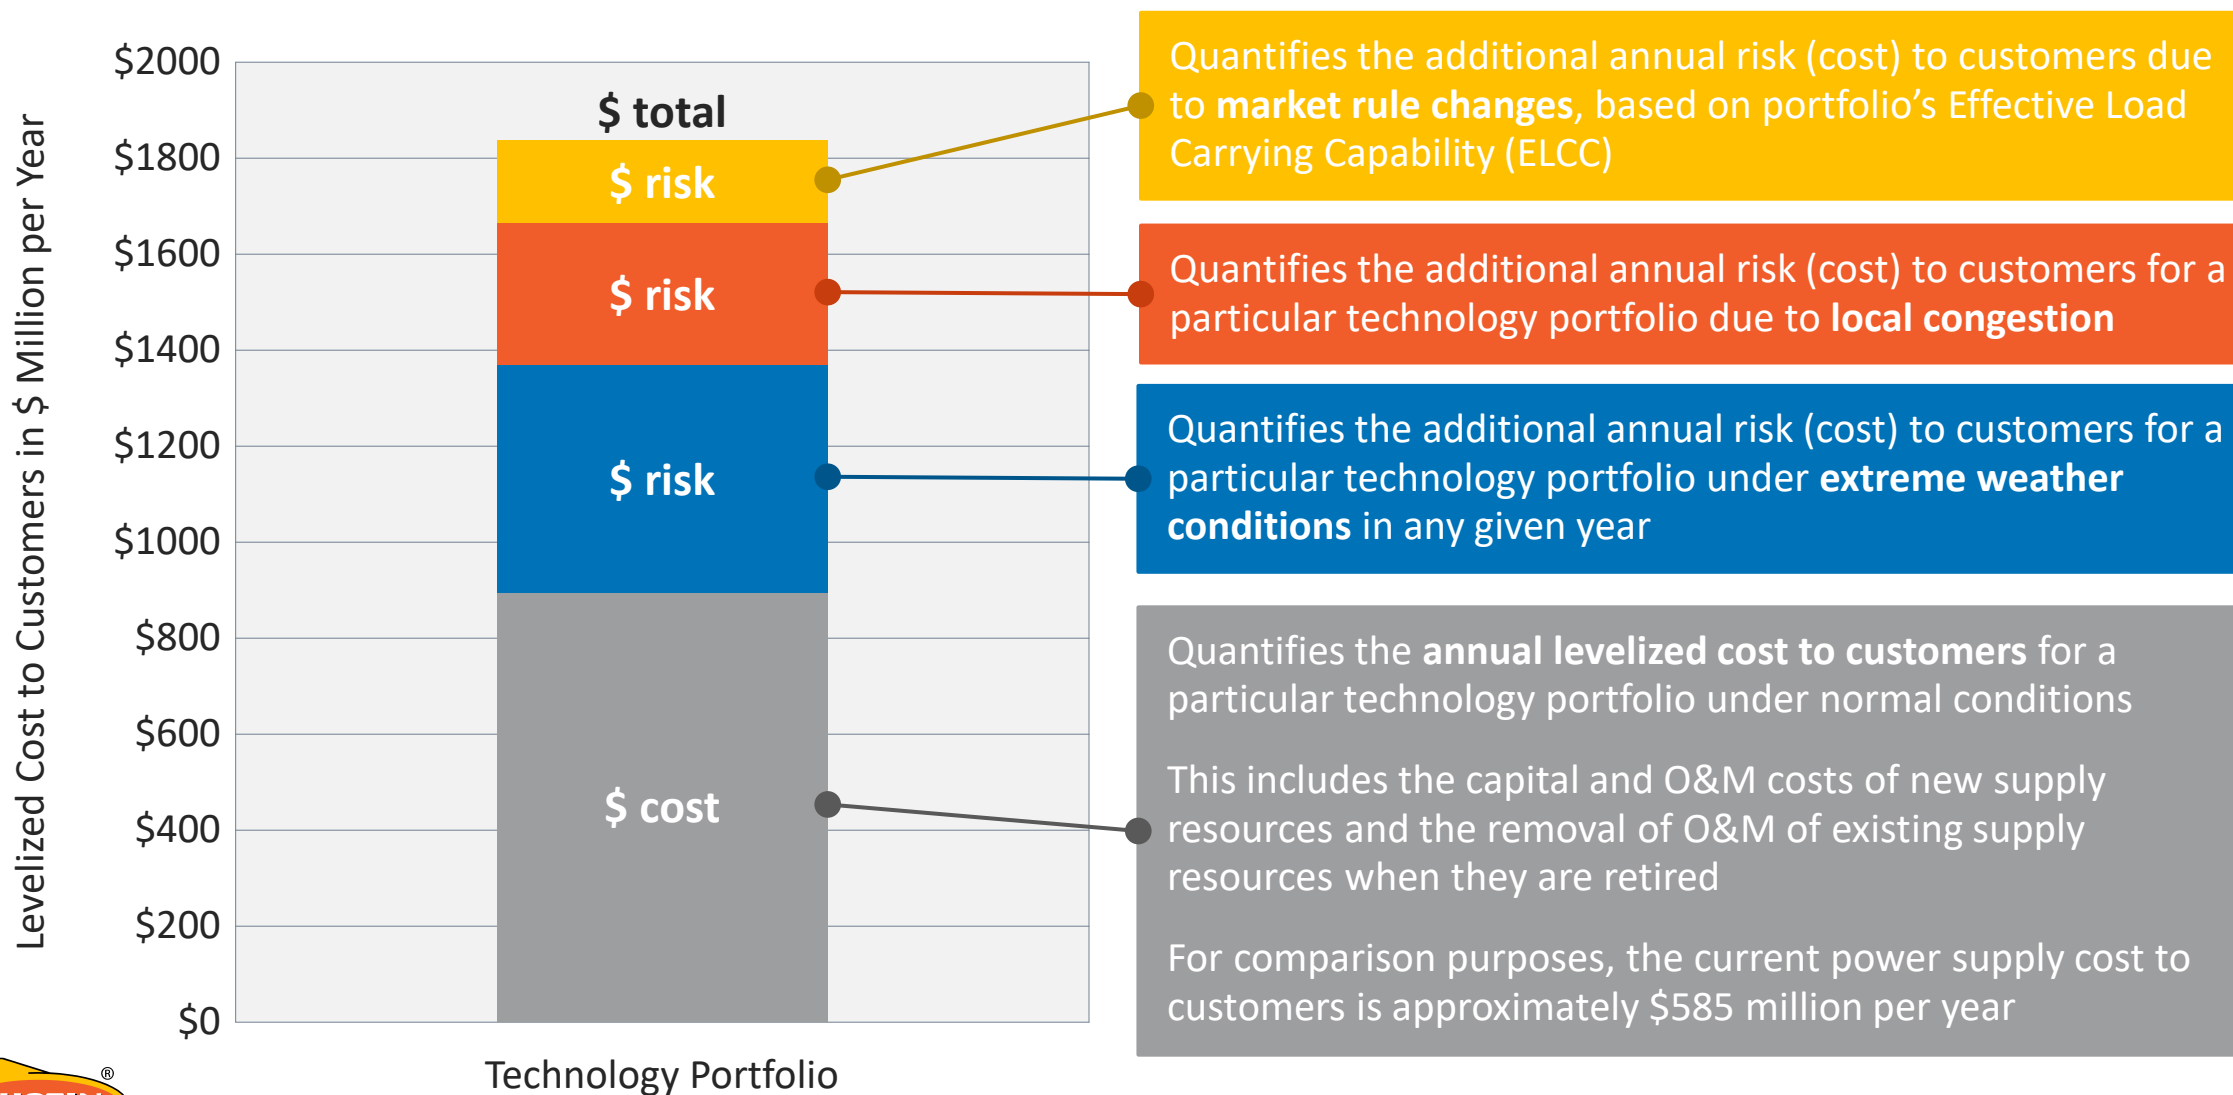 Levelized Cost to Customers in $ Million per Year
$2000
$1800
$1600
$1400
$1200
$1000
$800
$600
$400
$200
$0
$ total
$ risk
$ risk
$ risk
$ cost
Technology Portfolio
Quantifies the additional annual risk (cost) to customers due
to market rule changes, based on portfolio’s Effective Load
Carrying Capability (ELCC)
Quantifies the additional annual risk (cost) to customers for a
particular technology portfolio due to local congestion
Quantifies the additional annual risk (cost) to customers for a
particular technology portfolio under extreme weather
conditions in any given year
Quantifies the annual levelized cost to customers for a
particular technology portfolio under normal conditions
This includes the capital and O&M costs of new supply
resources and the removal of O&M of existing supply
resources when they are retired
For comparison purposes, the current power supply cost to
customers is approximately $585 million per year
®